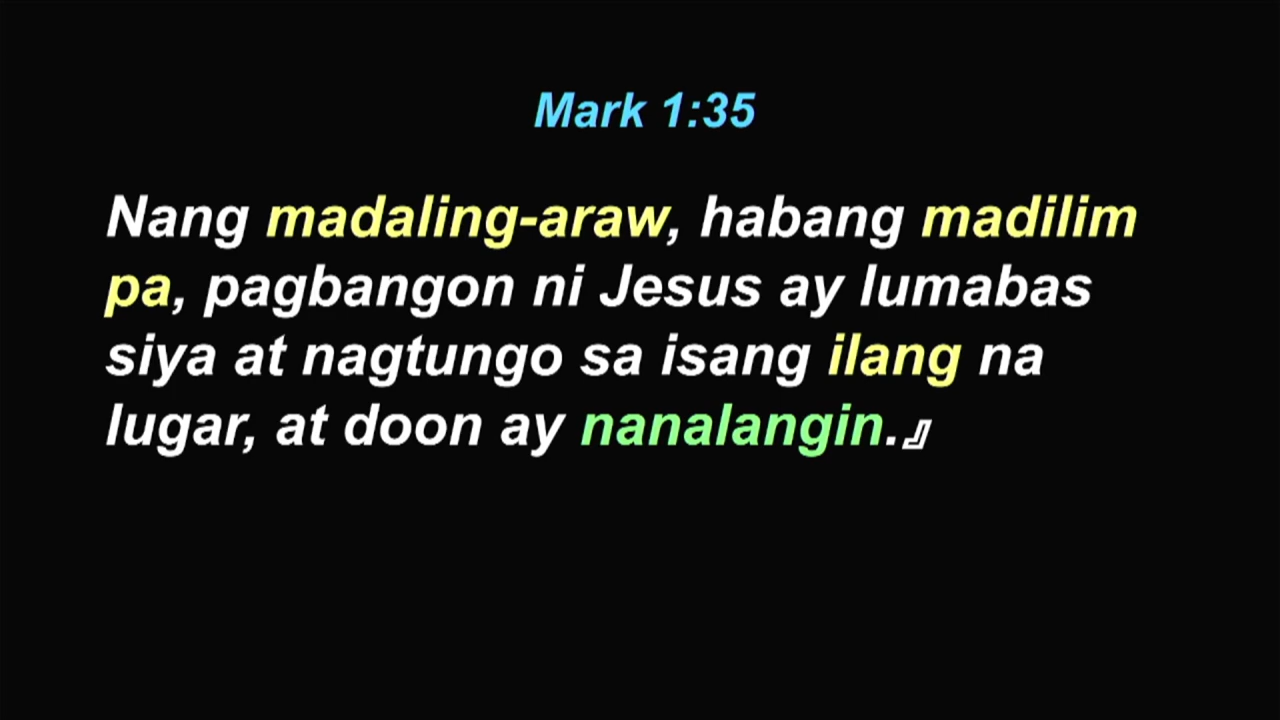 Mark 1:35
Nang madaling-araw, habang madilim
pa, pagbangon ni Jesus ay lumabas
siya at nagtungo sa isang ilang na
lugar, at doon ay nanalangin.』